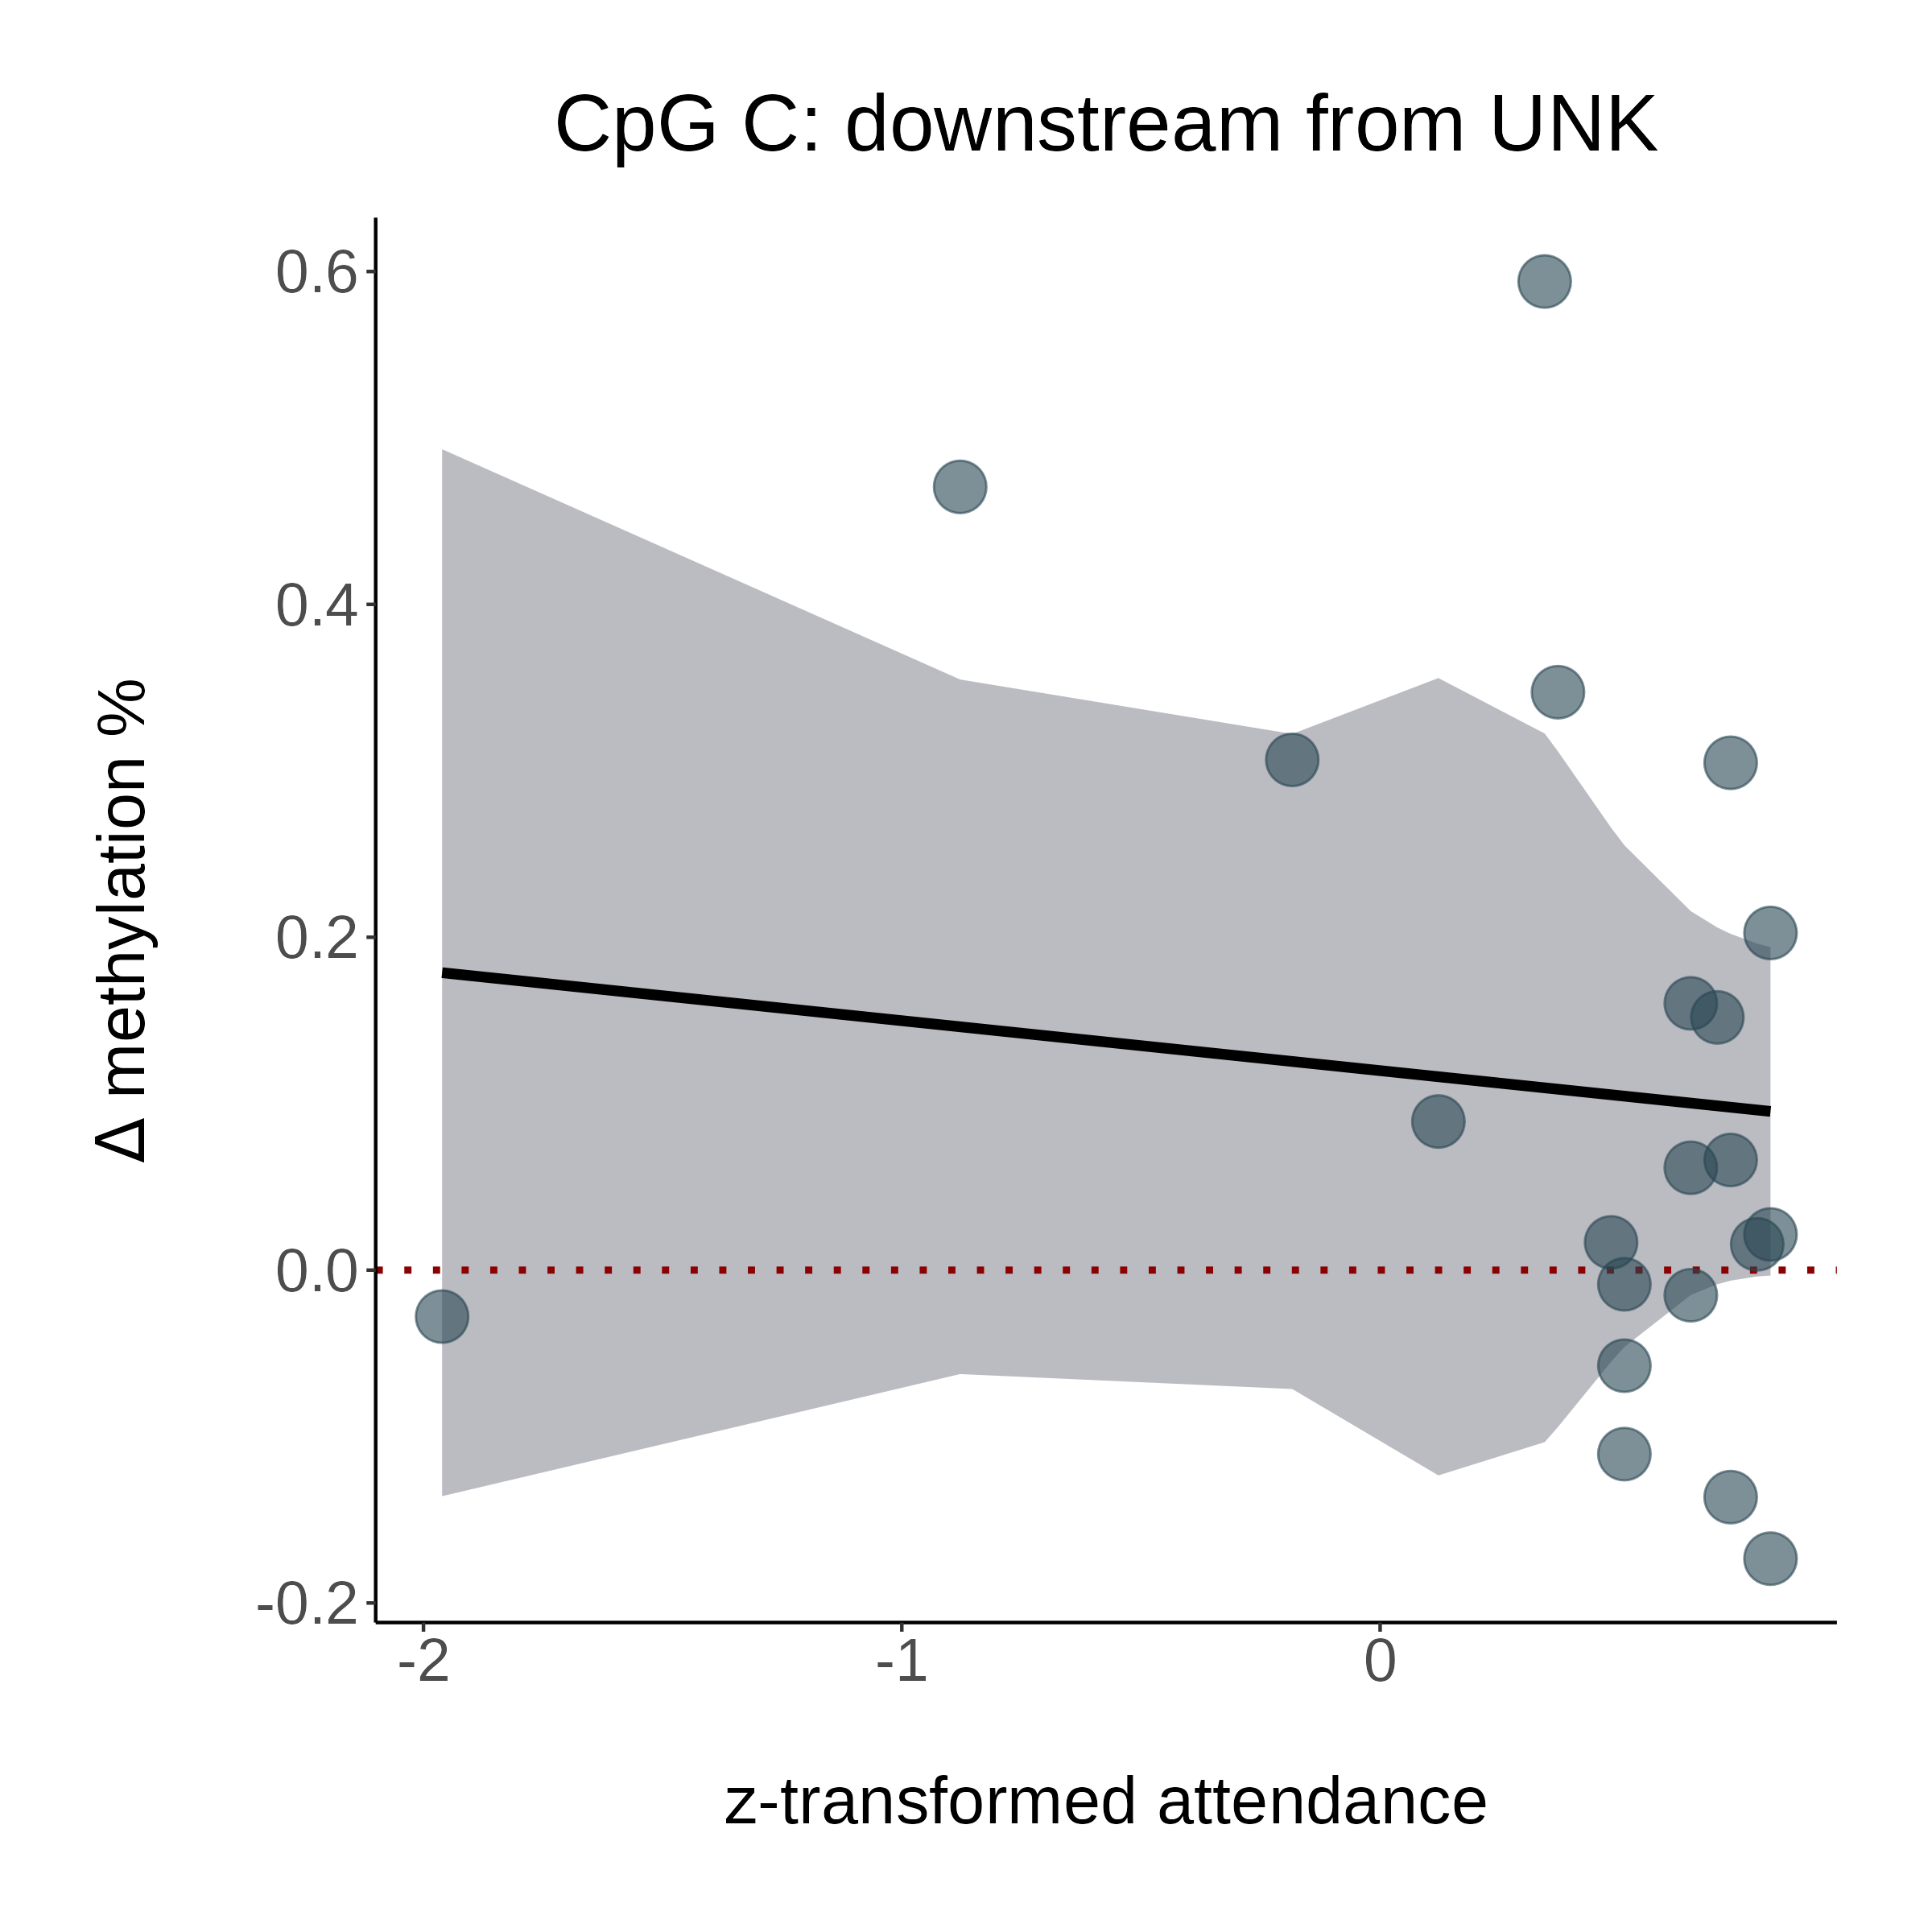 CpG C: downstream from UNK
0.6
0.4
0.2
0.0
-0.2
Δ methylation %
-2 -1 0
z-transformed attendance